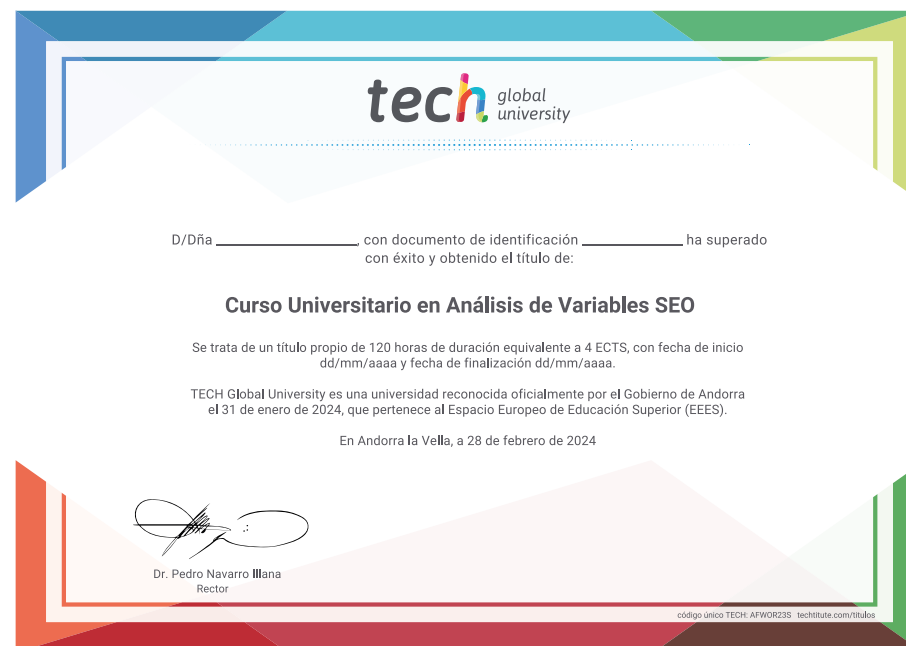 tech global
university
D/Dña ________________, con documento de identificación ____________ ha superado
con éxito y obtenido el título de:
Curso Universitario en Análisis de Variables SEO
Se trata de un título propio de 120 horas de duración equivalente a 4 ECTS, con fecha de inicio
dd/mm/aaaa y fecha de finalización dd/mm/aaaa.
TECH Global University es una universidad reconocida oficialmente por el Gobierno de Andorra
el 31 de enero de 2024, que pertenece al Espacio Europeo de Educación Superior (EEES).
En Andorra la Vella, a 28 de febrero de 2024
Dr. Pedro Navarro Illana
Rector
código único TECH: AFWOR23S techtitute.com/titulos